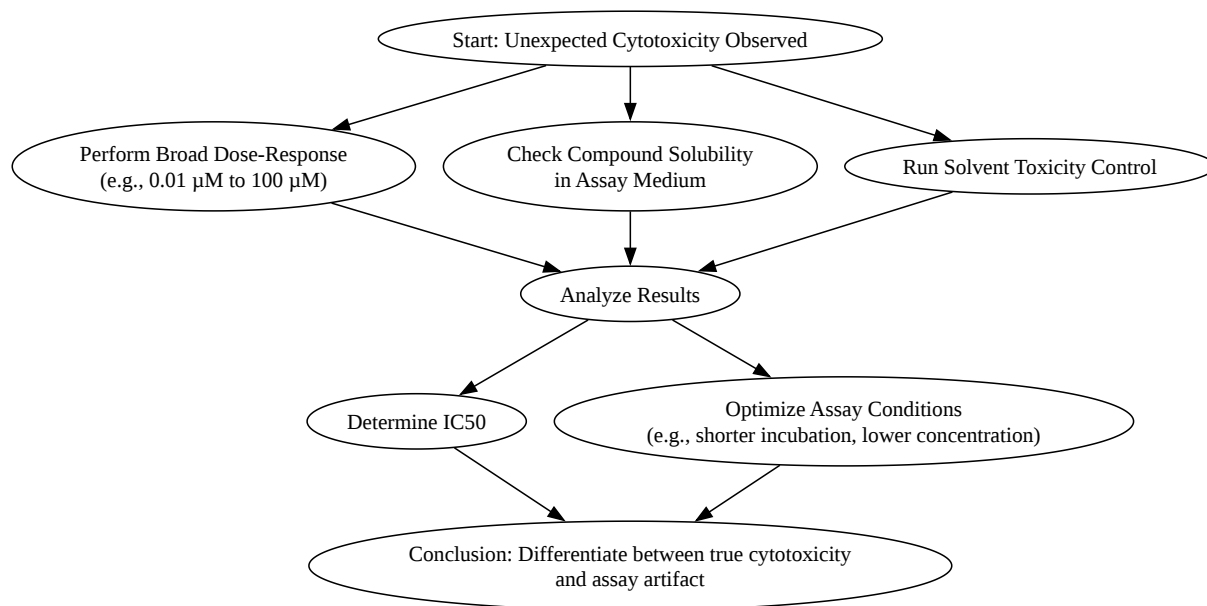 Start: Unexpected Cytotoxicity Observed
Perform Broad Dose-Response
(e.g., 0.01 µM to 100 µM)
Check Compound Solubility
in Assay Medium
Run Solvent Toxicity Control
Analyze Results
Determine IC50
Optimize Assay Conditions
(e.g., shorter incubation, lower concentration)
Conclusion: Differentiate between true cytotoxicity
and assay artifact